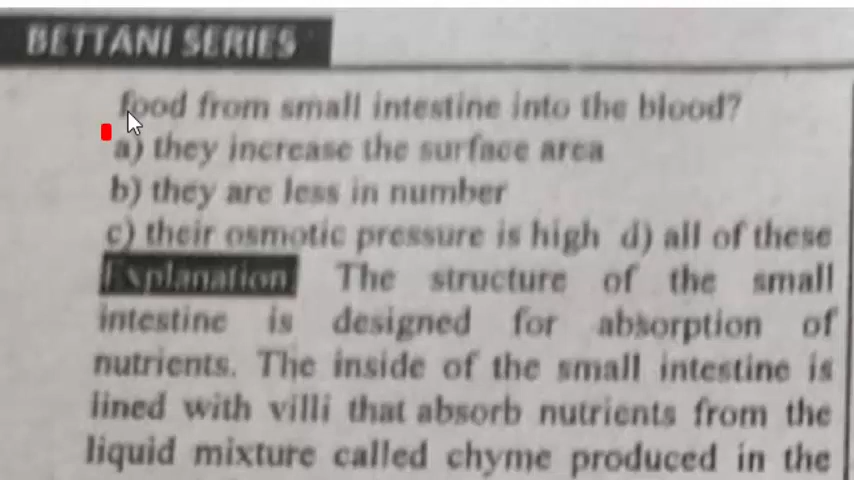 BETTANI SERIES
food from small intestine into the blood?
a) they increase the surface area
b) they are less in number
c) their osmotic pressure is high d) all of these
Explanation The structure of the small
intestine is designed for absorption of
nutrients. The inside of the small intestine is
lined with villi that absorb nutrients from the
liquid mixture called chyme produced in the